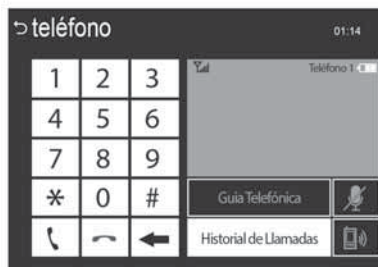 teléfono
01:14
1 2 3
Teléfono 1
4 5 6
7 8 9
* 0 #
Guia Telefónica
Historial de Llamadas